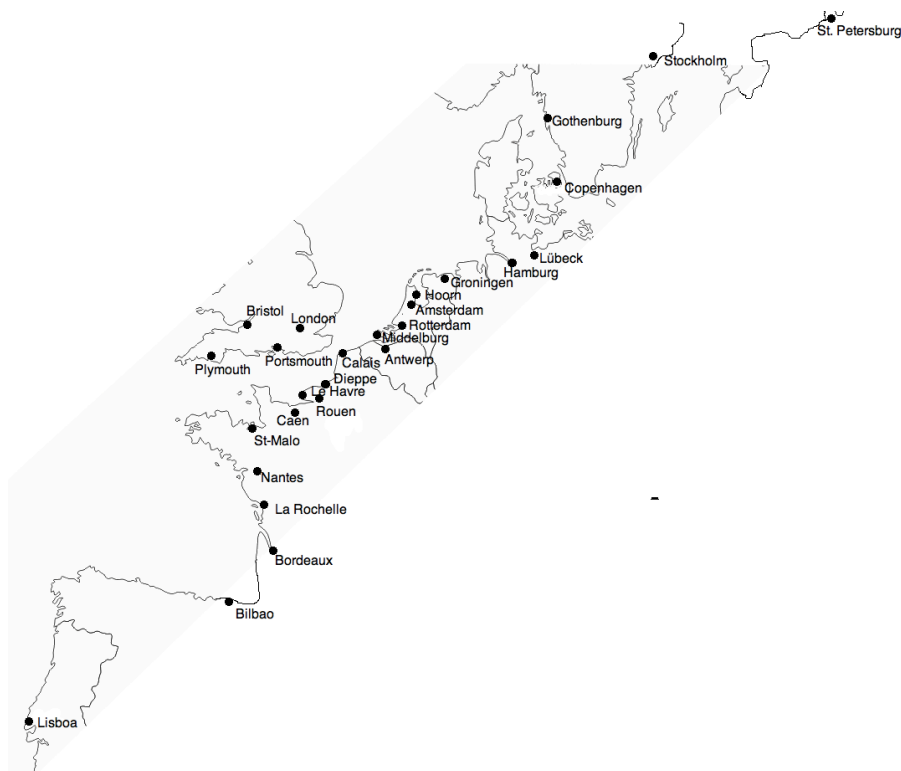 St. Petersburg
Stockholm
Gothenburg
Copenhagen
Lübeck
Hamburg
Groningen
Hoorn
Amsterdam
Bristol
London
Rotterdam
Middelburg
Portsmouth
Calais
Antwerp
Plymouth
Dieppe
Le Havre
Rouen
Caen
St-Malo
Nantes
La Rochelle
Bordeaux
Bilbao
Lisboa